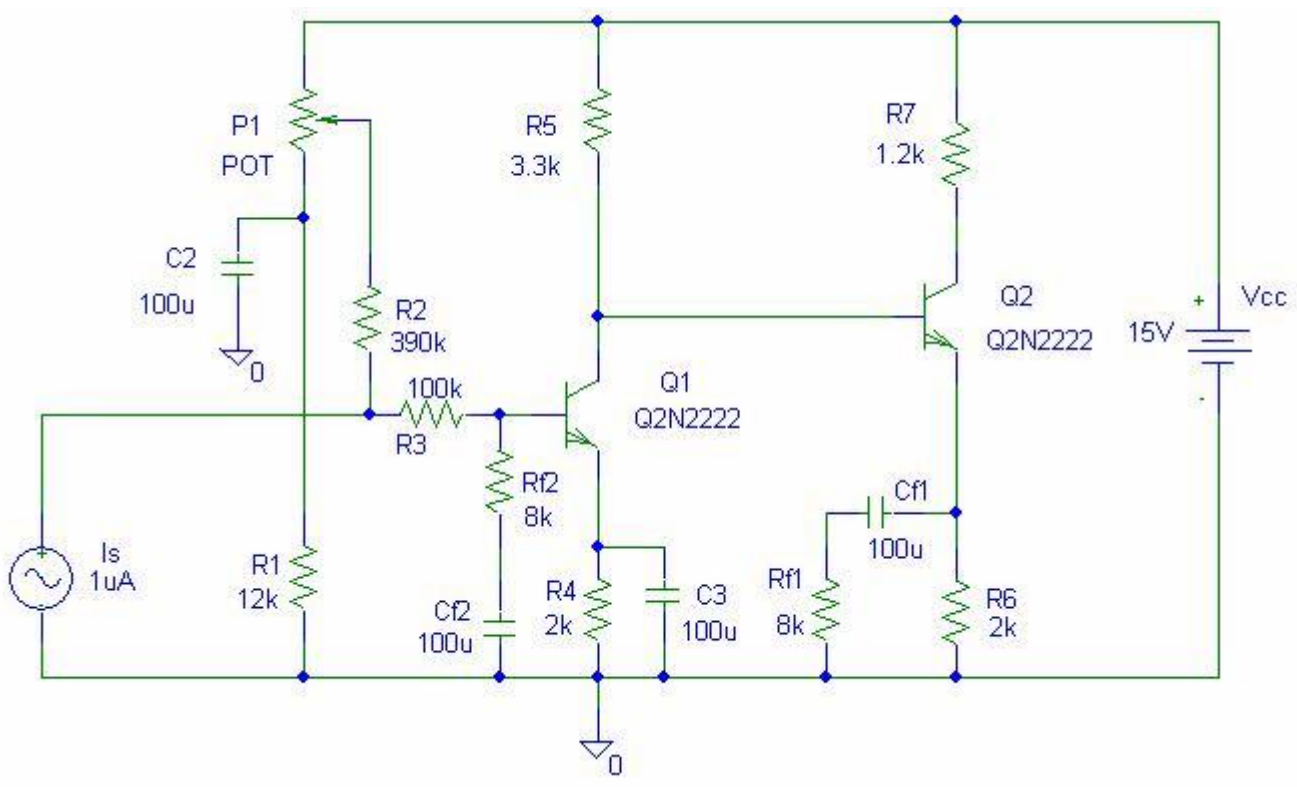 P1
POT
R5
3.3k
R7
1.2k
C2
100u
0
R2
390k
Q2
Q2N2222
+
Vcc
15V
-
100k
R3
Q1
Q2N2222
Rf2
8k
Cf1
100u
+
Is
1uA
R1
12k
Cf2
100u
R4
2k
C3
100u
Rf1
8k
R6
2k
0